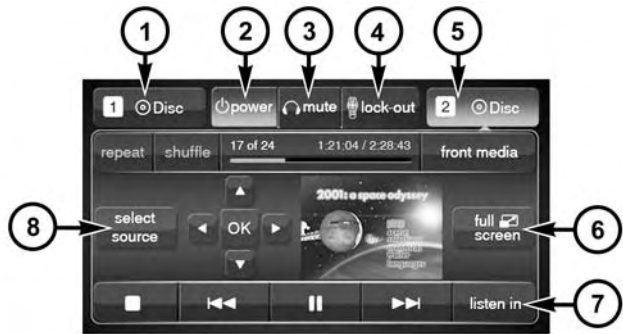 1 2 3 4 5
1 Disc power mute lock-out 2 Disc
repeat shuffle 17 of 24 1:21:04 / 2:28:43 front media
2001: a space odyssey
8 select
source
OK
full
screen
6
languages
listen in 7